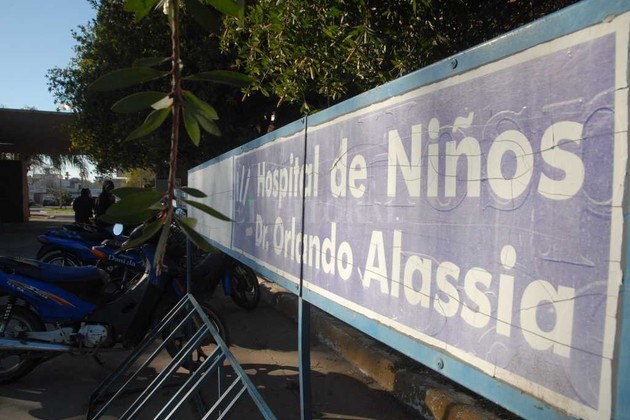 Hospital de Niños
Dr. Orlando Alassia